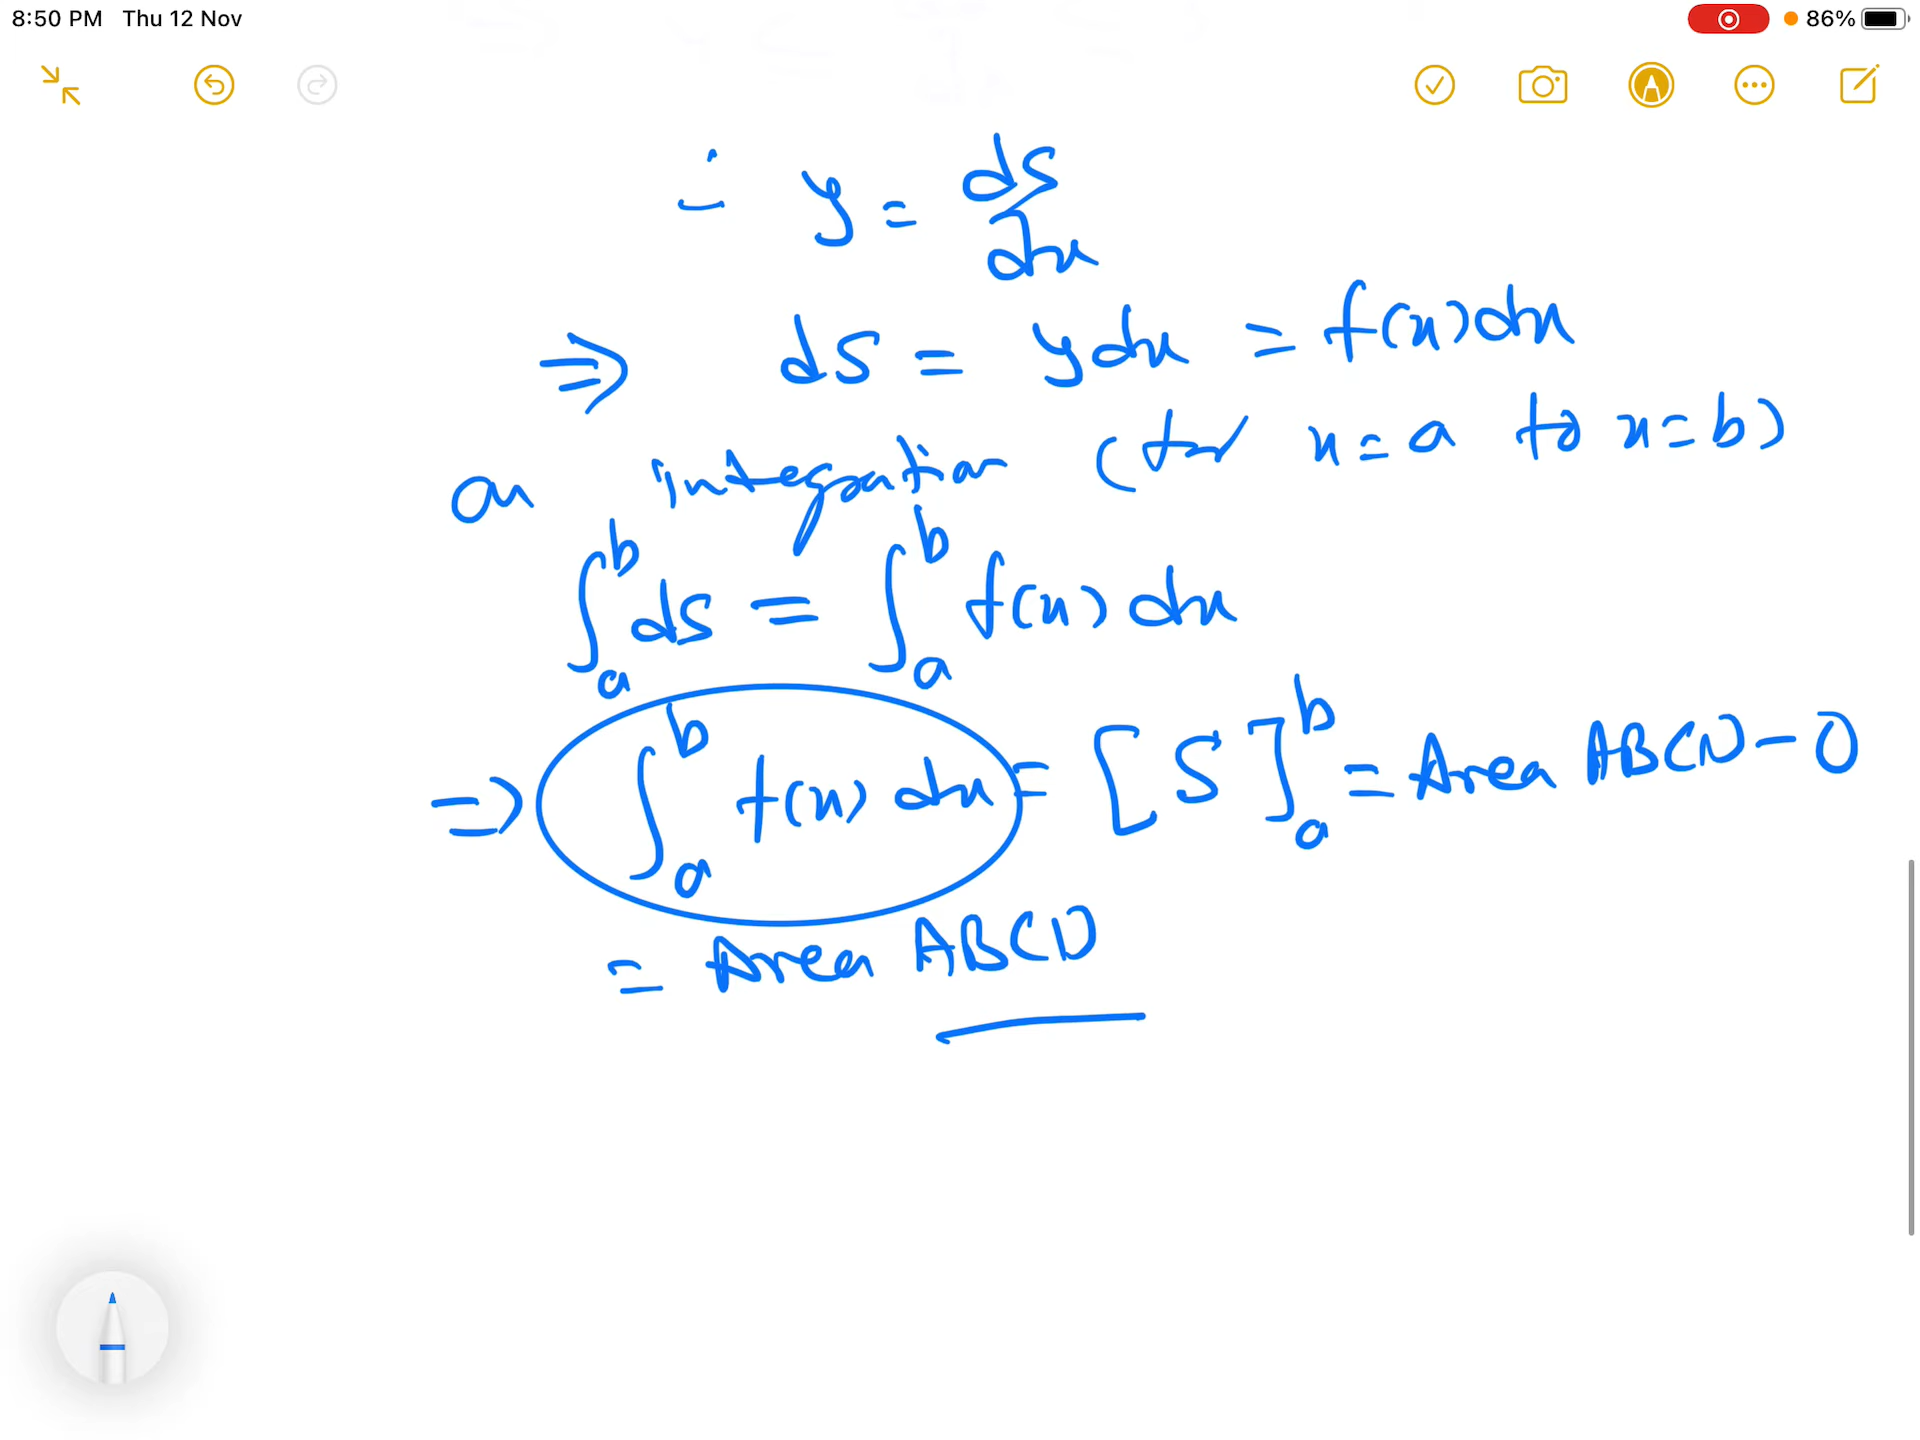 8:50 PM Thu 12 Nov 86%
∴ y = ds/dx
⇒ ds = y dx = f(x) dx
on integration (for x = a to x = b)
∫_a^b ds = ∫_a^b f(x) dx
⇒ ∫_a^b f(x) dx = [S]_a^b = Area ABCD - 0
= Area ABCD